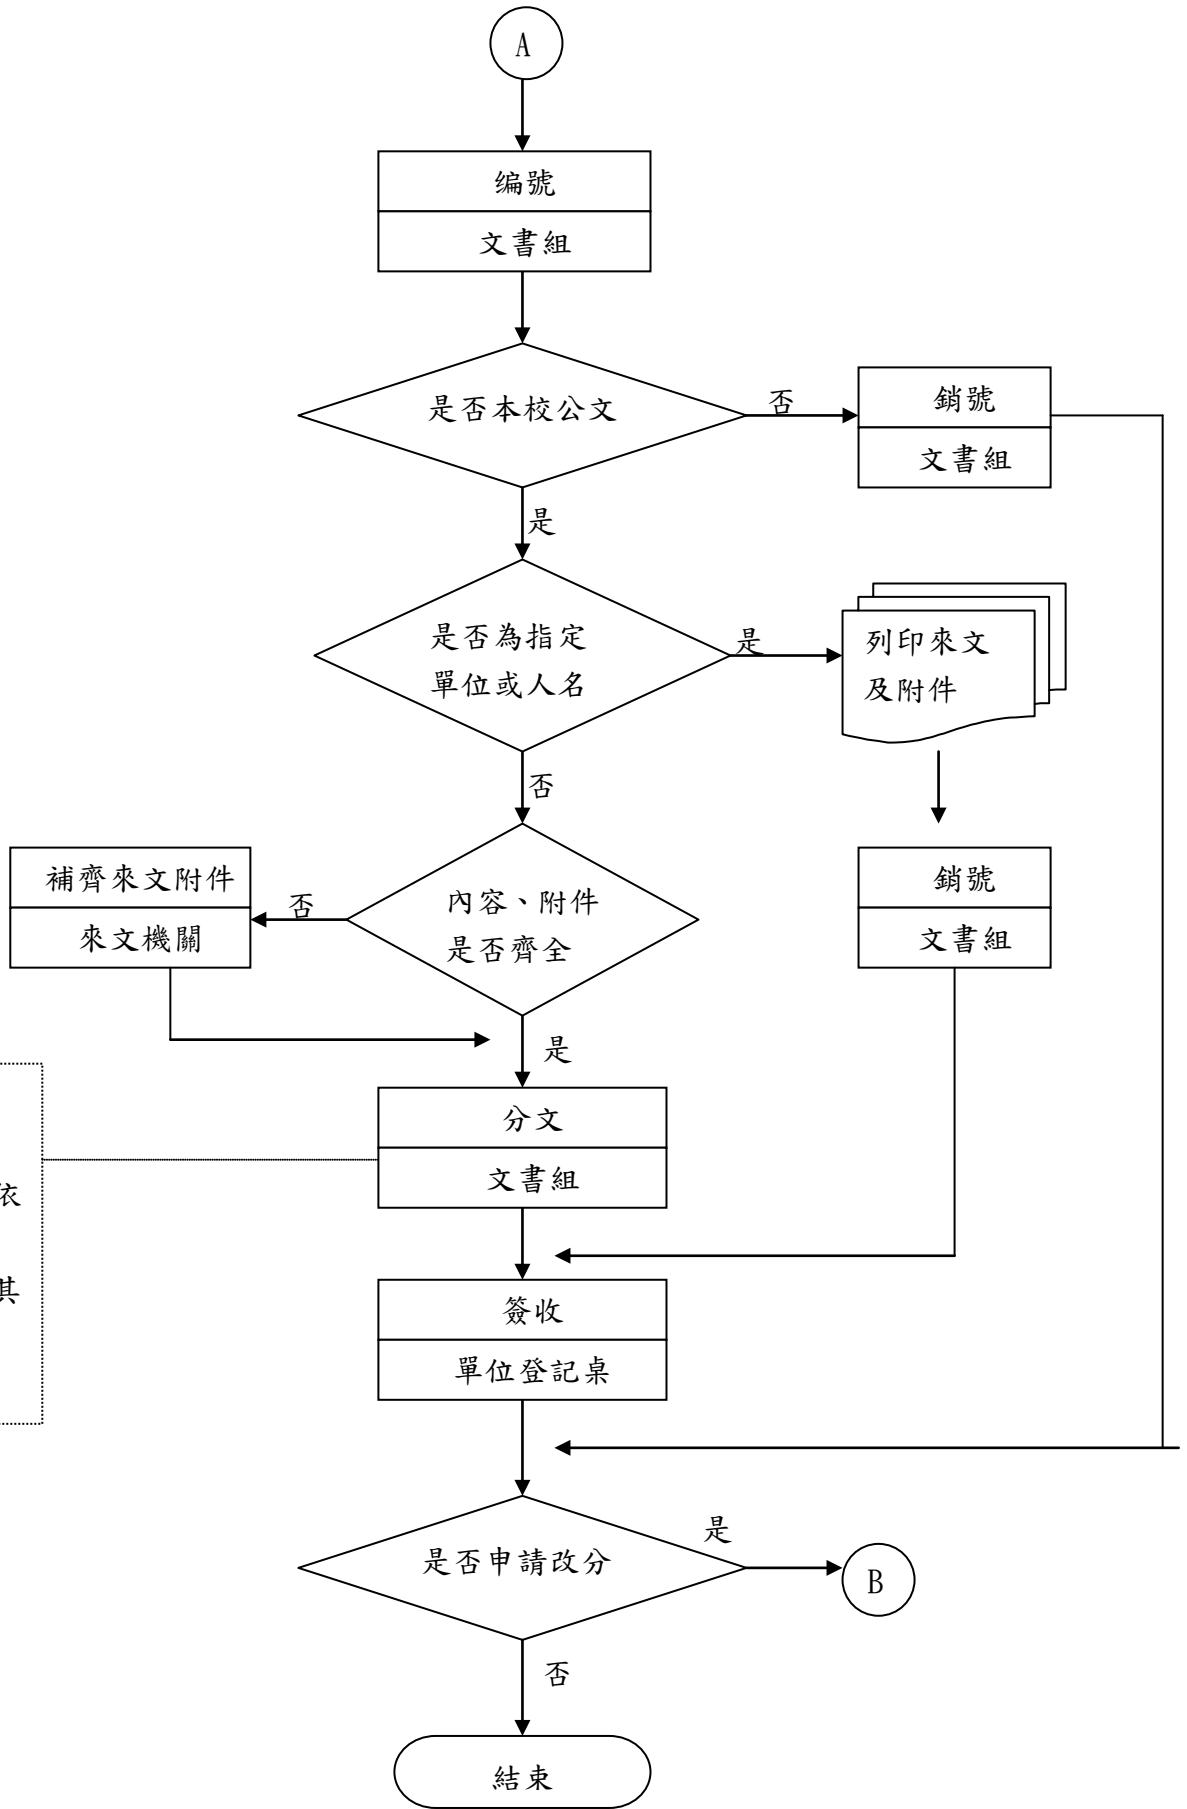 A
编號
文書組
是否本校公文
否
銷號
文書組
是
是否為指定
單位或人名
是
列印來文
及附件
否
補齊來文附件
來文機關
否
內容、附件
是否齊全
銷號
文書組
是
分文
文書組
依
其
簽收
單位登記桌
是否申請改分
是
B
否
結束